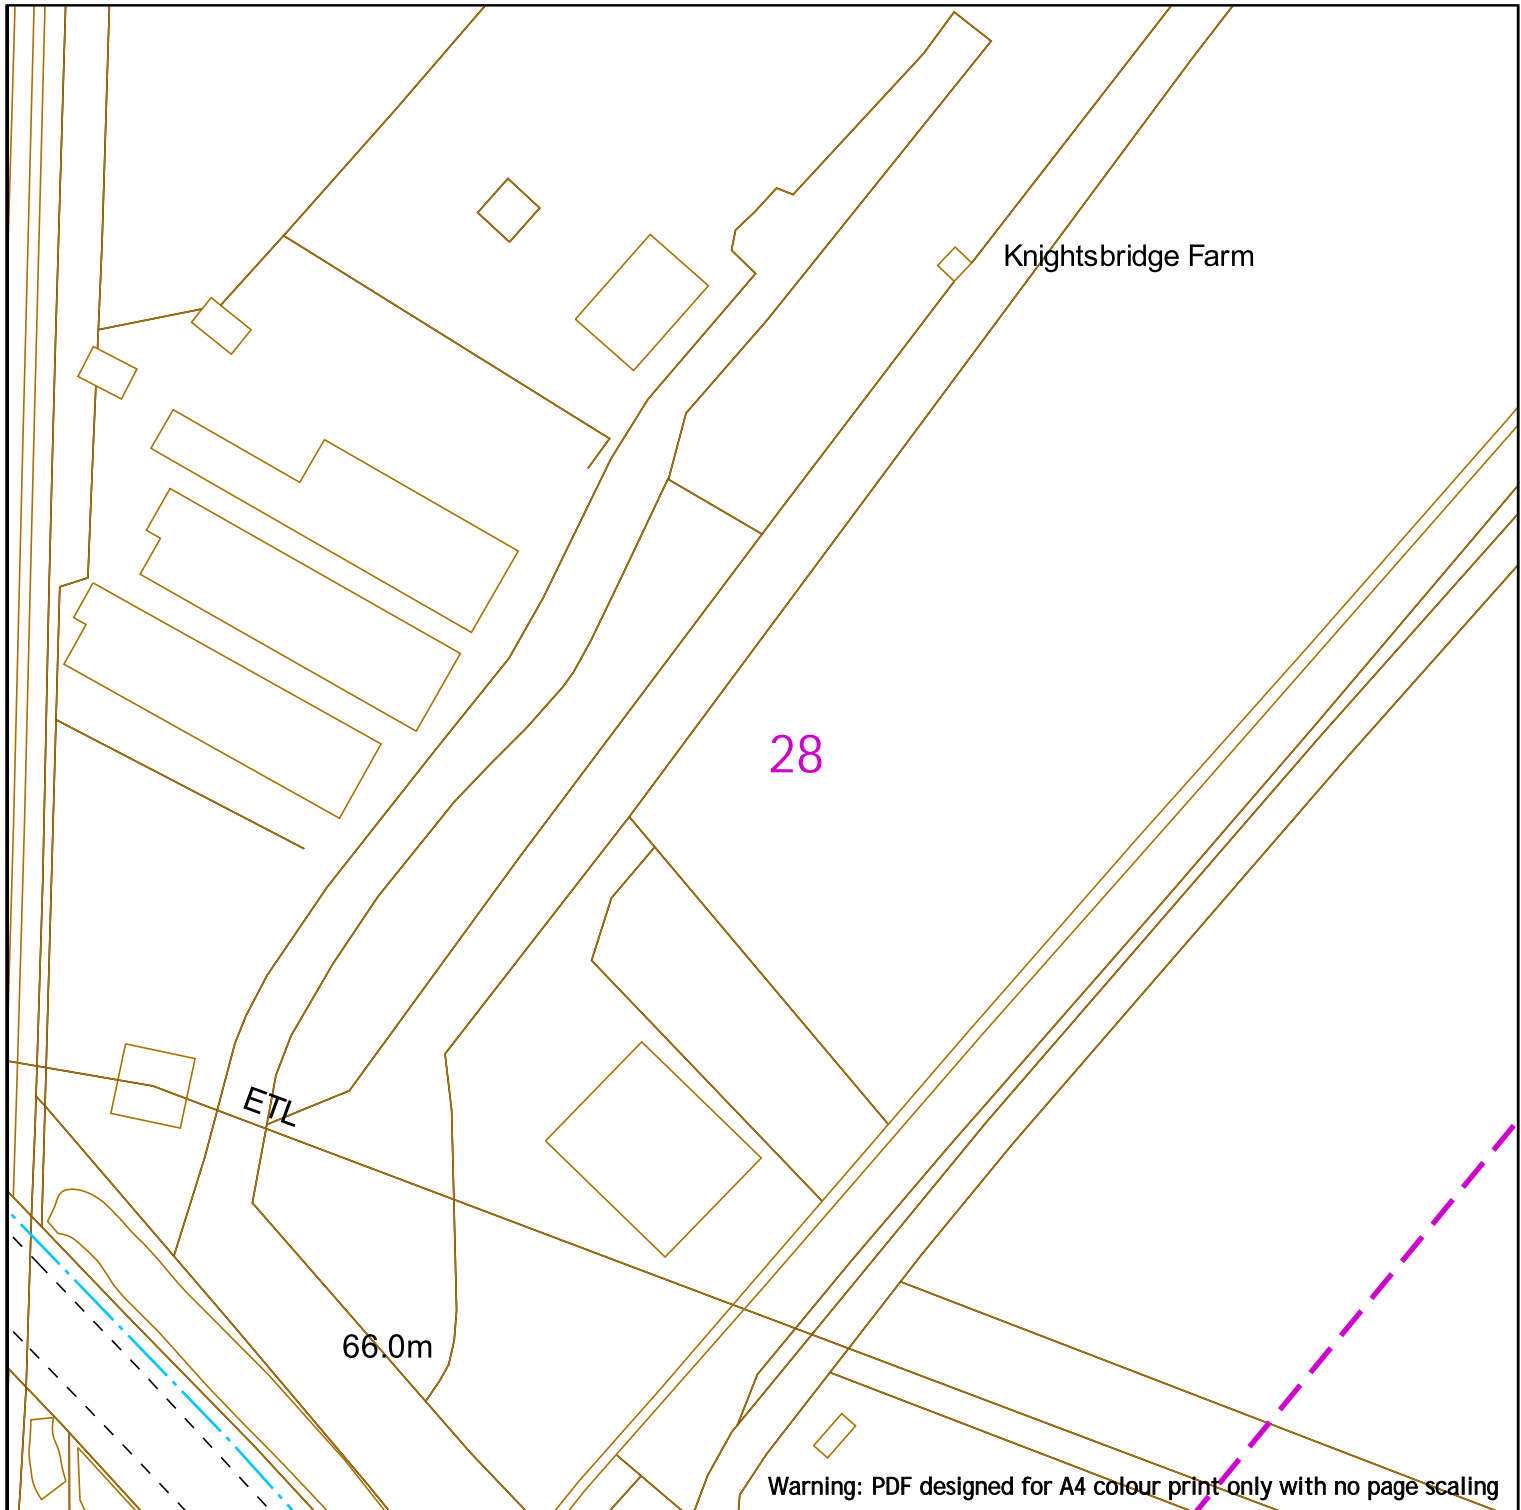 Knightsbridge Farm
28
ETL
66.0m
Warning: PDF designed for A4 colour print only with no page scaling